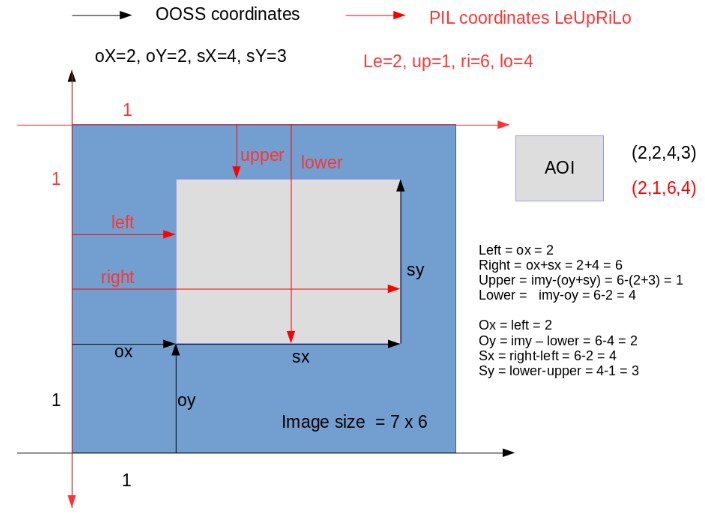 OOSS coordinates
PIL coordinates LeUpRiLo
oX=2, oY=2, sX=4, sY=3
Le=2, up=1, ri=6, lo=4
1
upper
lower
1
AOI
(2,2,4,3)
(2,1,6,4)
left
right
sy
Left = ox = 2
Right = ox+sx = 2+4 = 6
Upper = imy-(oy+sy) = 6-(2+3) = 1
Lower =   imy-oy = 6-2 = 4
ox
sx
Ox = left = 2
Oy = imy – lower = 6-4 = 2
Sx = right-left = 6-2 = 4
Sy = lower-upper = 4-1 = 3
1
oy
Image size  = 7 x 6
1